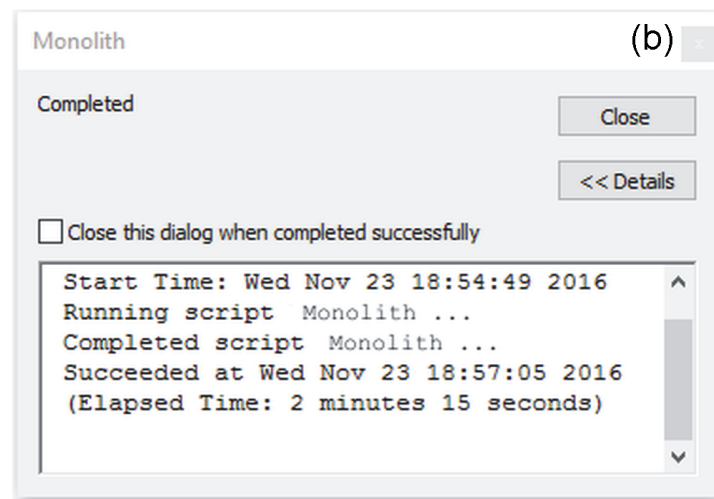 Monolith (b) x
Completed
Close
<< Details
Close this dialog when completed successfully
Start Time: Wed Nov 23 18:54:49 2016
Running script Monolith ...
Completed script Monolith ...
Succeeded at Wed Nov 23 18:57:05 2016
(Elapsed Time: 2 minutes 15 seconds)